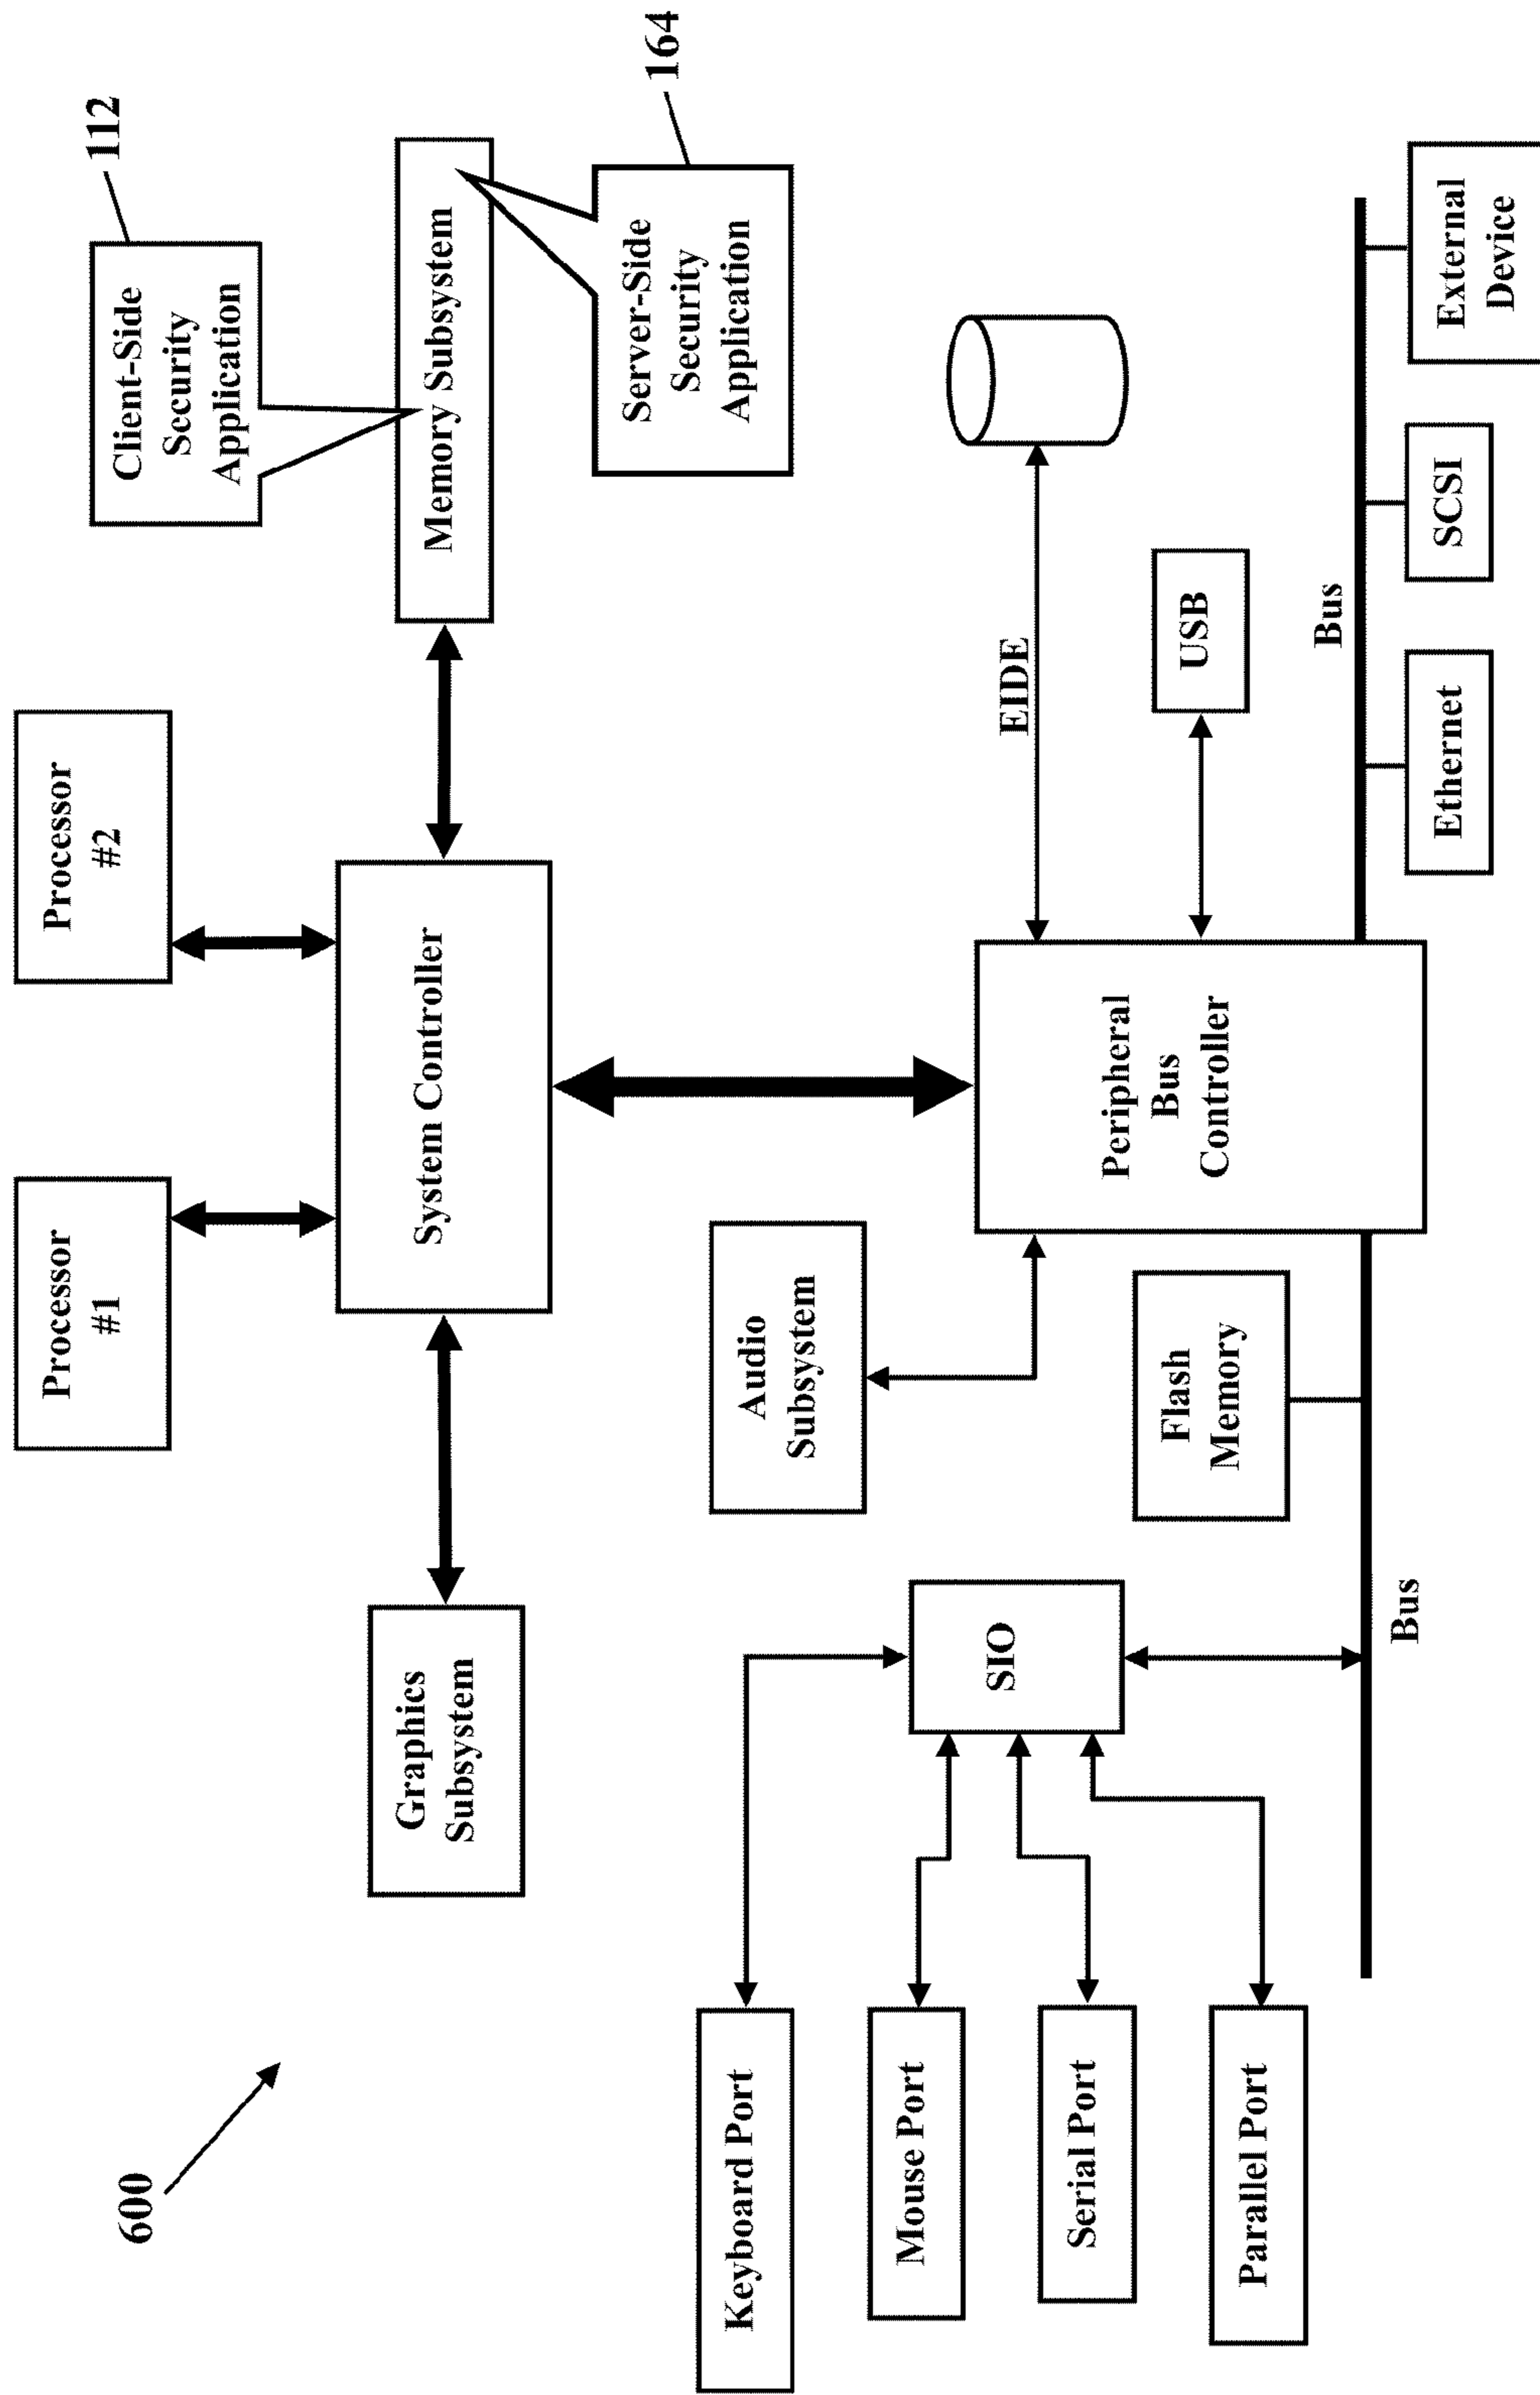 600
Processor
#1
Processor
#2
Client-Side
Security
Application
112
Graphics
Subsystem
System Controller
Memory Subsystem
Server-Side
Security
Application
164
Keyboard Port
Mouse Port
Serial Port
Parallel Port
SIO
Audio
Subsystem
Flash
Memory
Bus
Peripheral
Bus
Controller
EIDE
USB
Bus
Ethernet
SCSI
External
Device